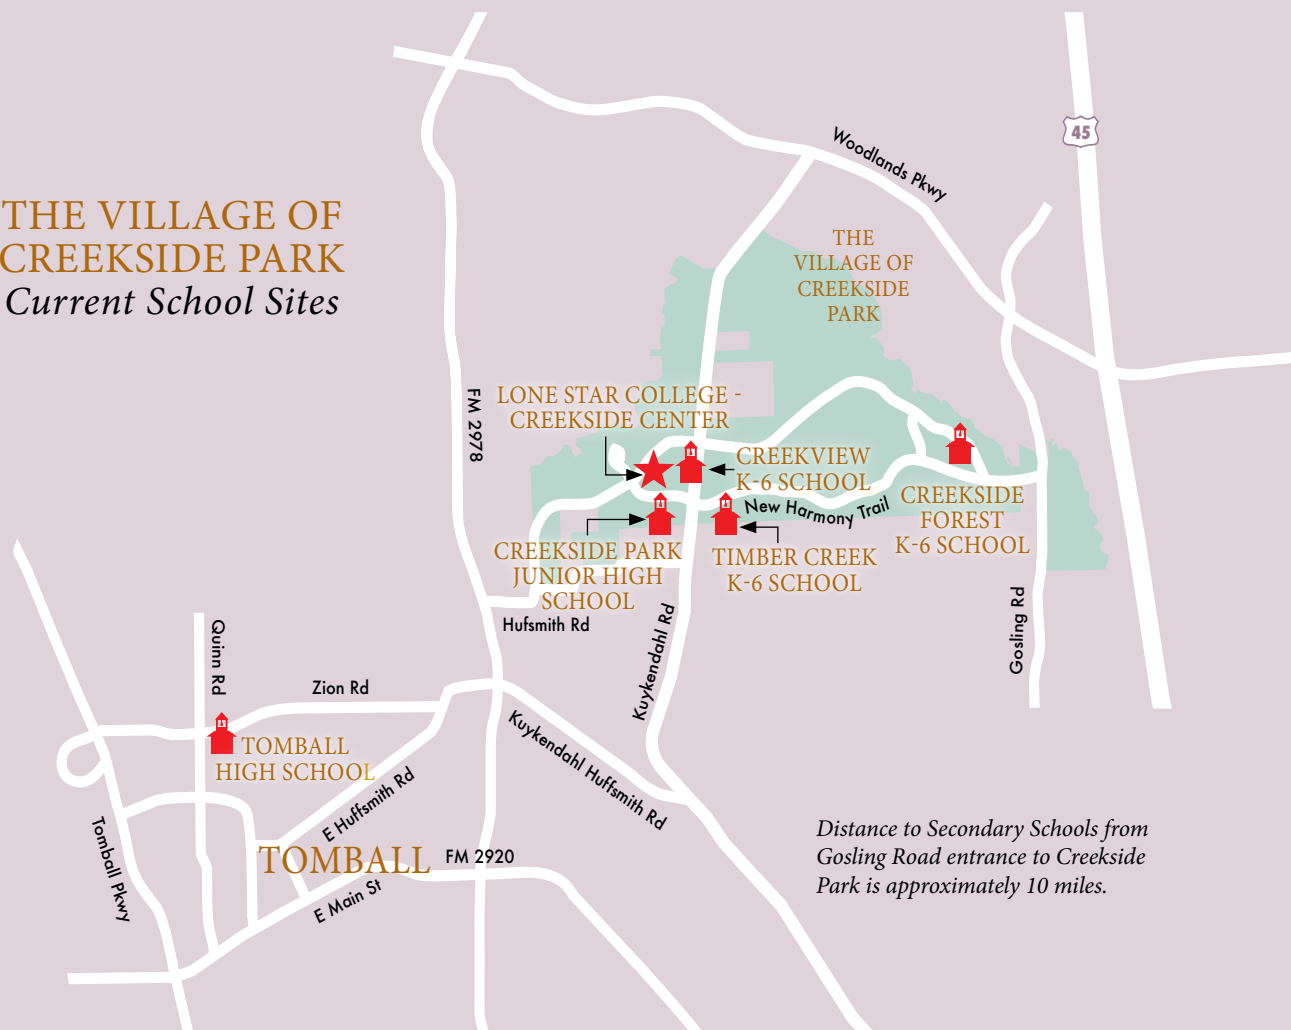 THE VILLAGE OF
CREEKSIDE PARK
Current School Sites
Woodlands Pkwy
45
THE
VILLAGE OF
CREEKSIDE
PARK
FM 2978
LONE STAR COLLEGE -
CREEKSIDE CENTER
CREEKVIEW
K-6 SCHOOL
New Harmony Trail
CREEKSIDE
FOREST
K-6 SCHOOL
CREEKSIDE PARK
JUNIOR HIGH
SCHOOL
TIMBER CREEK
K-6 SCHOOL
Hufsmith Rd
Kuykendahl Rd
Gosling Rd
Quinn Rd
Zion Rd
TOMBALL
HIGH SCHOOL
Kuykendahl Huffsmith Rd
E Huffsmith Rd
Tomball Pkwy
TOMBALL
FM 2920
E Main St
Distance to Secondary Schools from
Gosling Road entrance to Creekside
Park is approximately 10 miles.